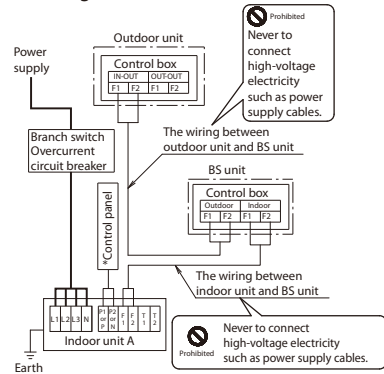 Prohibited
Never to
connect
high-voltage
electricity
such as power
supply cables.
Outdoor unit
Control box
IN-OUT OUT-OUT
F1 F2 F1 F2
Power
supply
Branch switch
Overcurrent
circuit breaker
The wiring between
outdoor unit and BS unit
BS unit
Control box
Outdoor Indoor
F1 F2 F1 F2
*Control panel
The wiring between
indoor unit and BS unit
L1 L2 L3 N
P1 or P
P2 or N
F1 F2 T1 T2
Indoor unit A
Earth
Prohibited
Never to connect
high-voltage electricity
such as power supply cables.